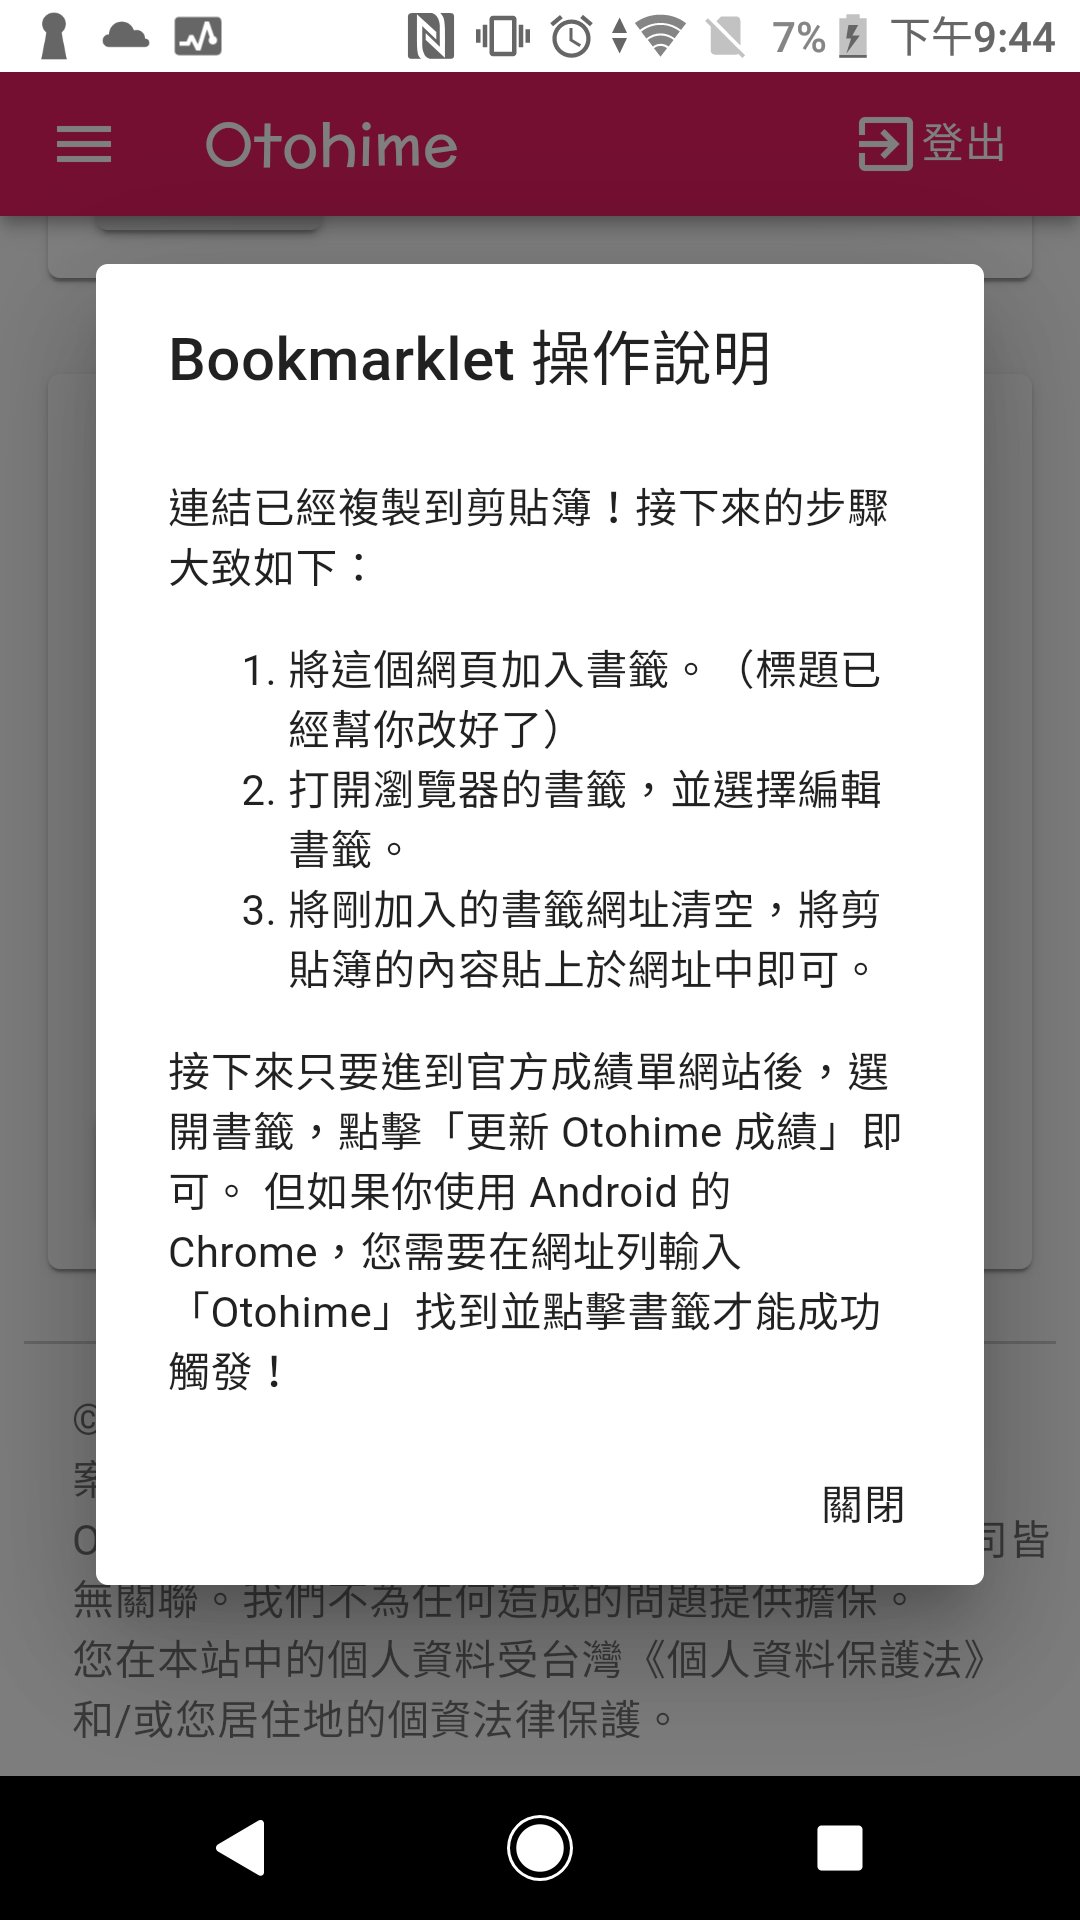 7% 下午9:44
Otohime 登出
Bookmarklet 操作說明
連結已經複製到剪貼簿！接下來的步驟
大致如下：
1. 將這個網頁加入書籤。（標題已
經幫你改好了）
2. 打開瀏覽器的書籤，並選擇編輯
書籤。
3. 將剛加入的書籤網址清空，將剪
貼簿的內容貼上於網址中即可。
接下來只要進到官方成績單網站後，選
開書籤，點擊「更新 Otohime 成績」即
可。 但如果你使用 Android 的
Chrome，您需要在網址列輸入
「Otohime」找到並點擊書籤才能成功
觸發！
關閉
©
案
O 司皆
無關聯。我們不為任何造成的問題提供擔保。
您在本站中的個人資料受台灣《個人資料保護法》
和/或您居住地的個資法律保護。